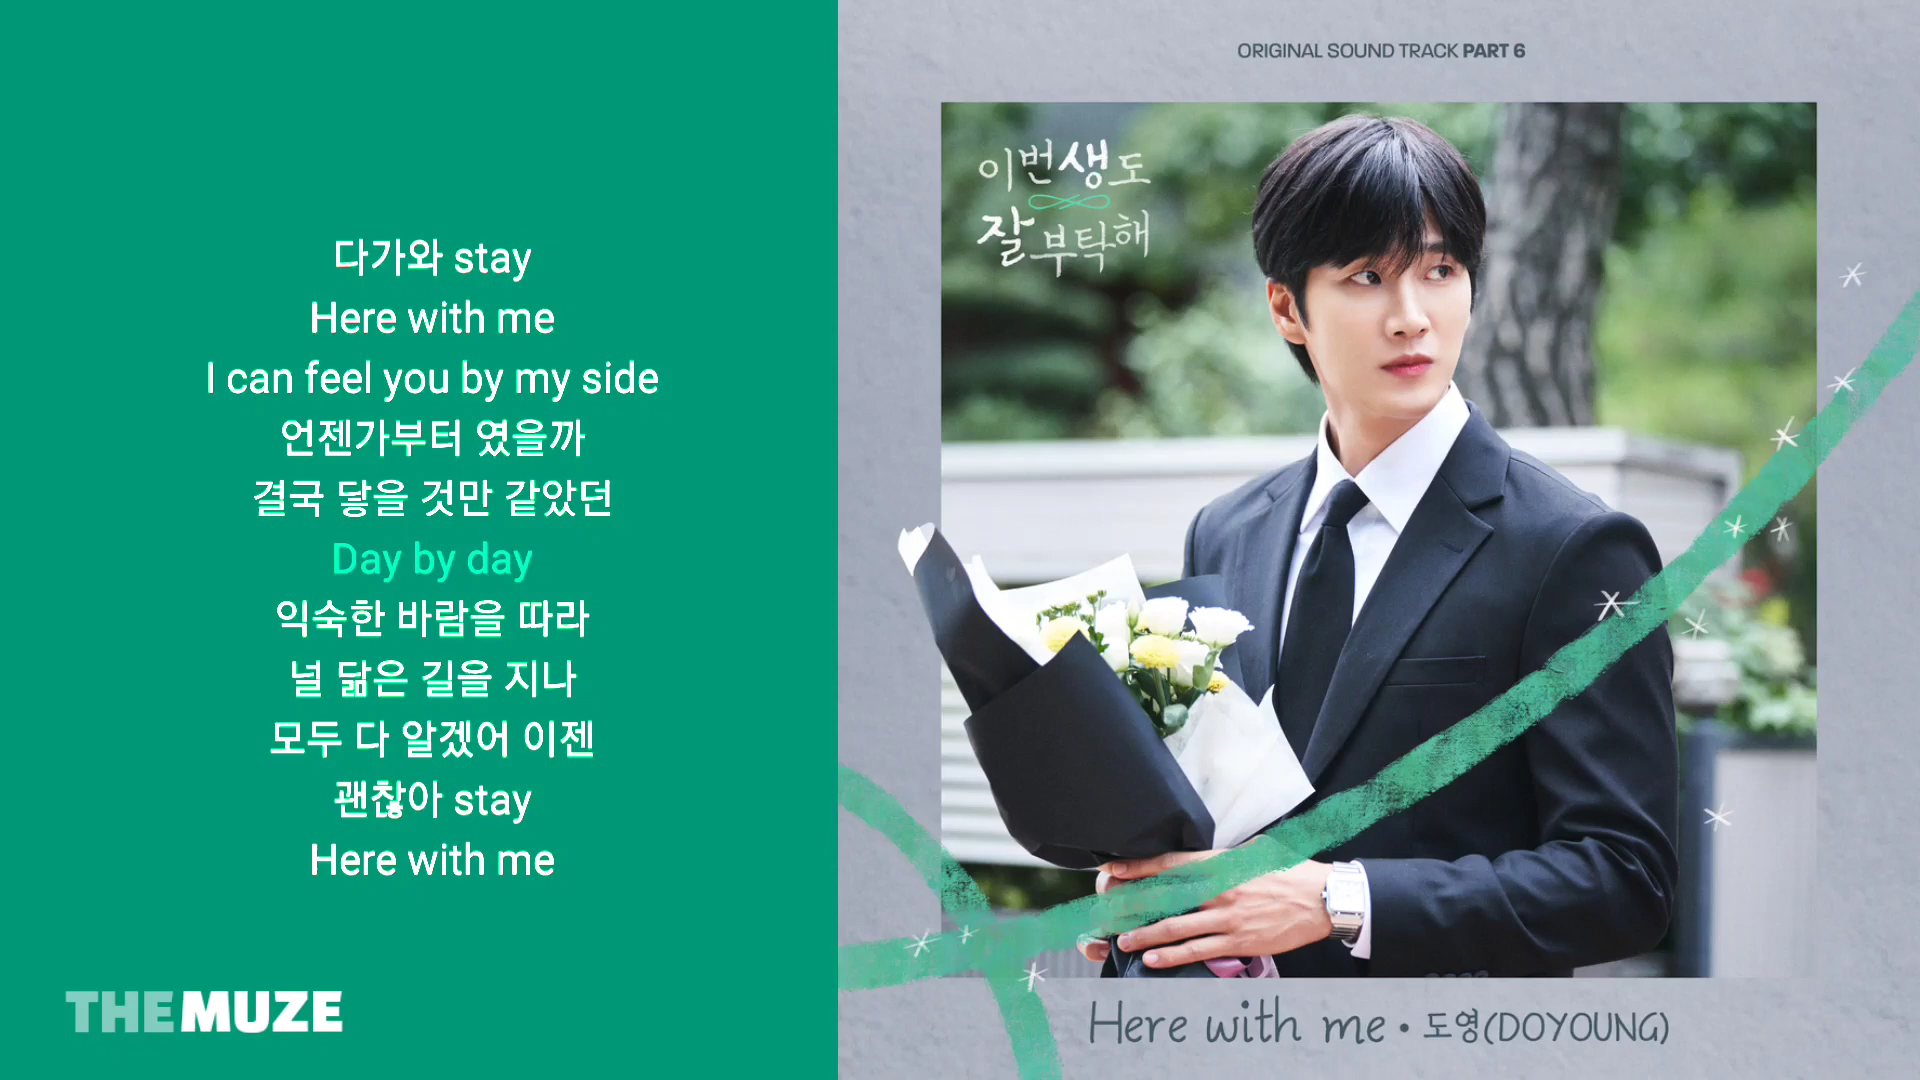 다가와 stay
Here with me
I can feel you by my side
언젠가부터 였을까
결국 닿을 것만 같았던
Day by day
익숙한 바람을 따라
널 닮은 길을 지나
모두 다 알겠어 이젠
괜찮아 stay
Here with me
THE MUZE
ORIGINAL SOUND TRACK PART 6
이번생도
잘부탁해
Here with me • 도영(DOYOUNG)